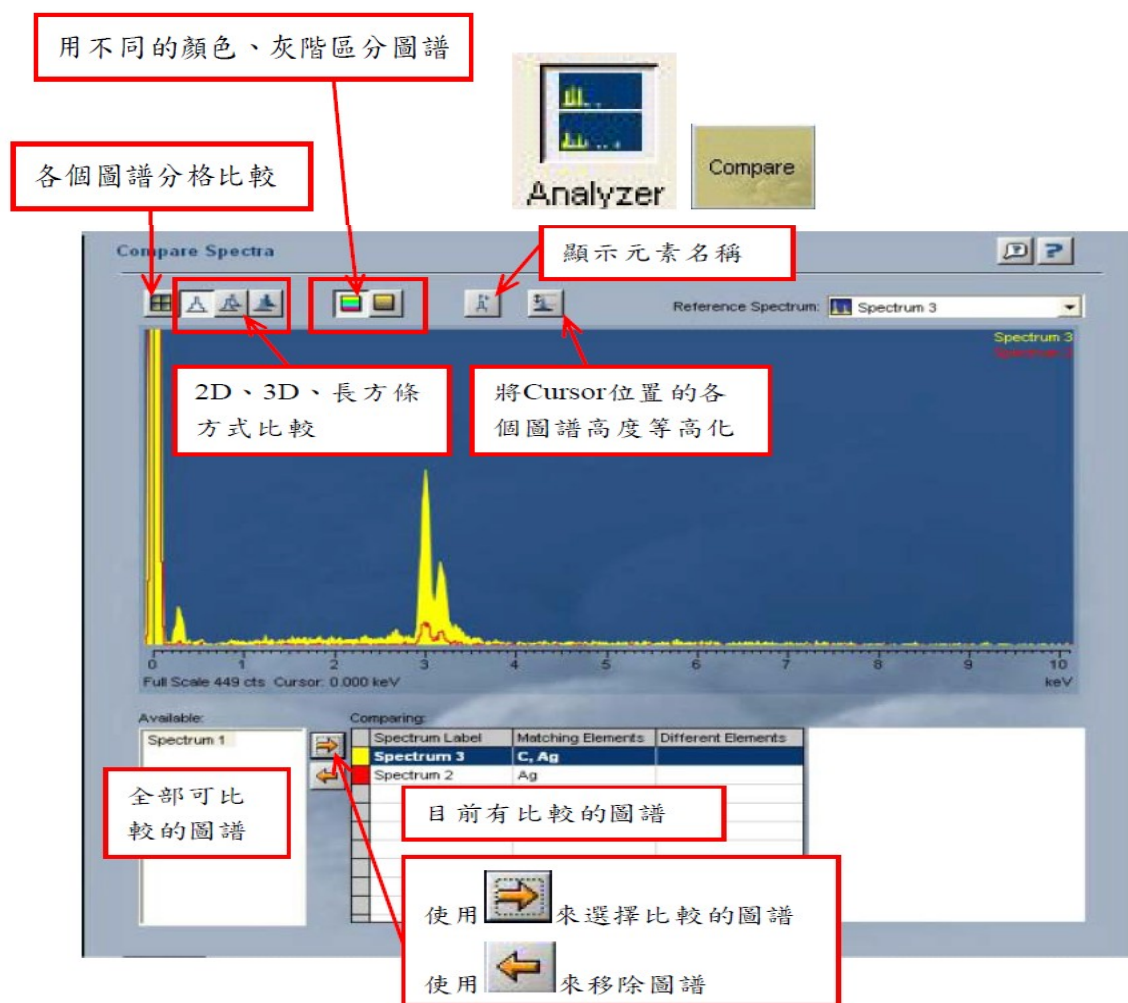 用不同的顏色、灰階區分圖譜
各個圖譜分格比較
Analyzer
Compare
Compare Spectra
顯示元素名稱
Reference Spectrum: Spectrum 3
Spectrum 3
Spectrum 2
2D、3D、長方條
方式比較
將Cursor位置的各
個圖譜高度等高化
0 1 2 3 4 5 6 7 8 9 10
Full Scale 449 cts Cursor: 0.000 keV
keV
Available:
Comparing:
Spectrum 1
Spectrum Label Matching Elements Different Elements
Spectrum 3 C, Ag
Spectrum 2 Ag
全部可比
較的圖譜
目前有比較的圖譜
使用來選擇比較的圖譜
使用來移除圖譜